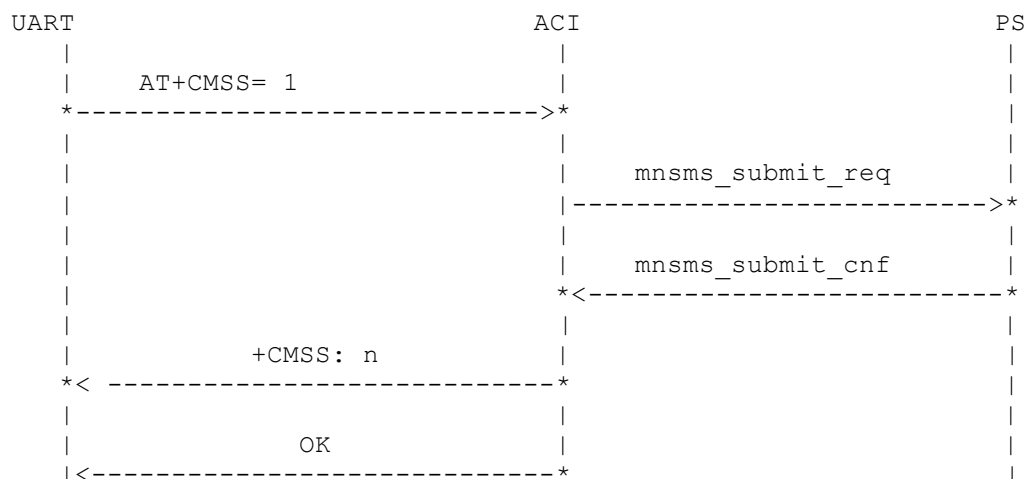 UART ACI PS
AT+CMSS= 1
mnsms_submit_req
mnsms_submit_cnf
+CMSS: n
OK